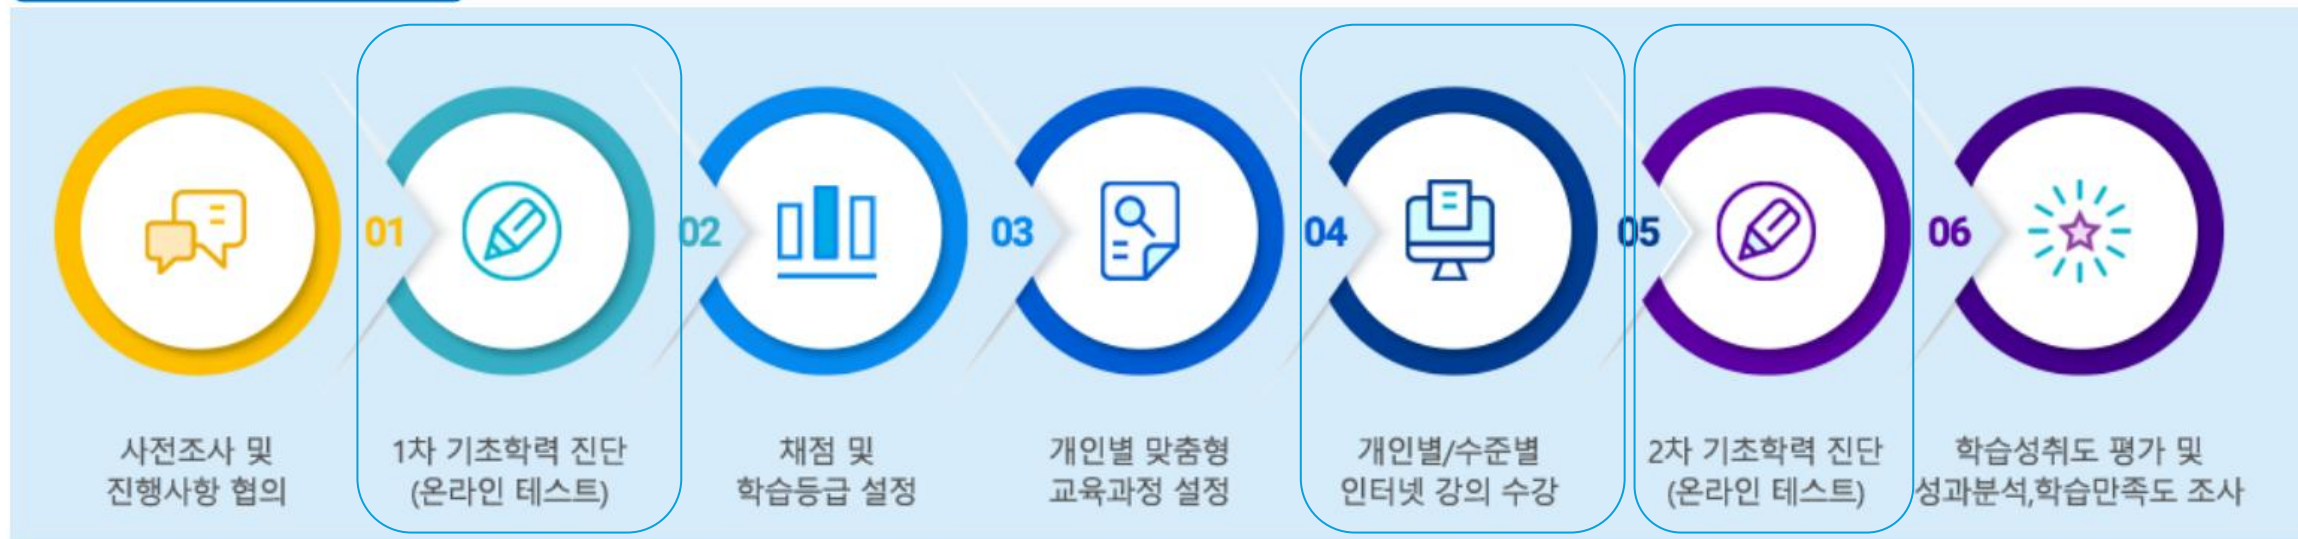 01
02
03
04
05
06
사전조사 및
진행사항 협의
1차 기초학력 진단
(온라인 테스트)
채점 및
학습등급 설정
개인별 맞춤형
교육과정 설정
개인별/수준별
인터넷 강의 수강
2차 기초학력 진단
(온라인 테스트)
학습성취도 평가 및
성과분석,학습만족도 조사